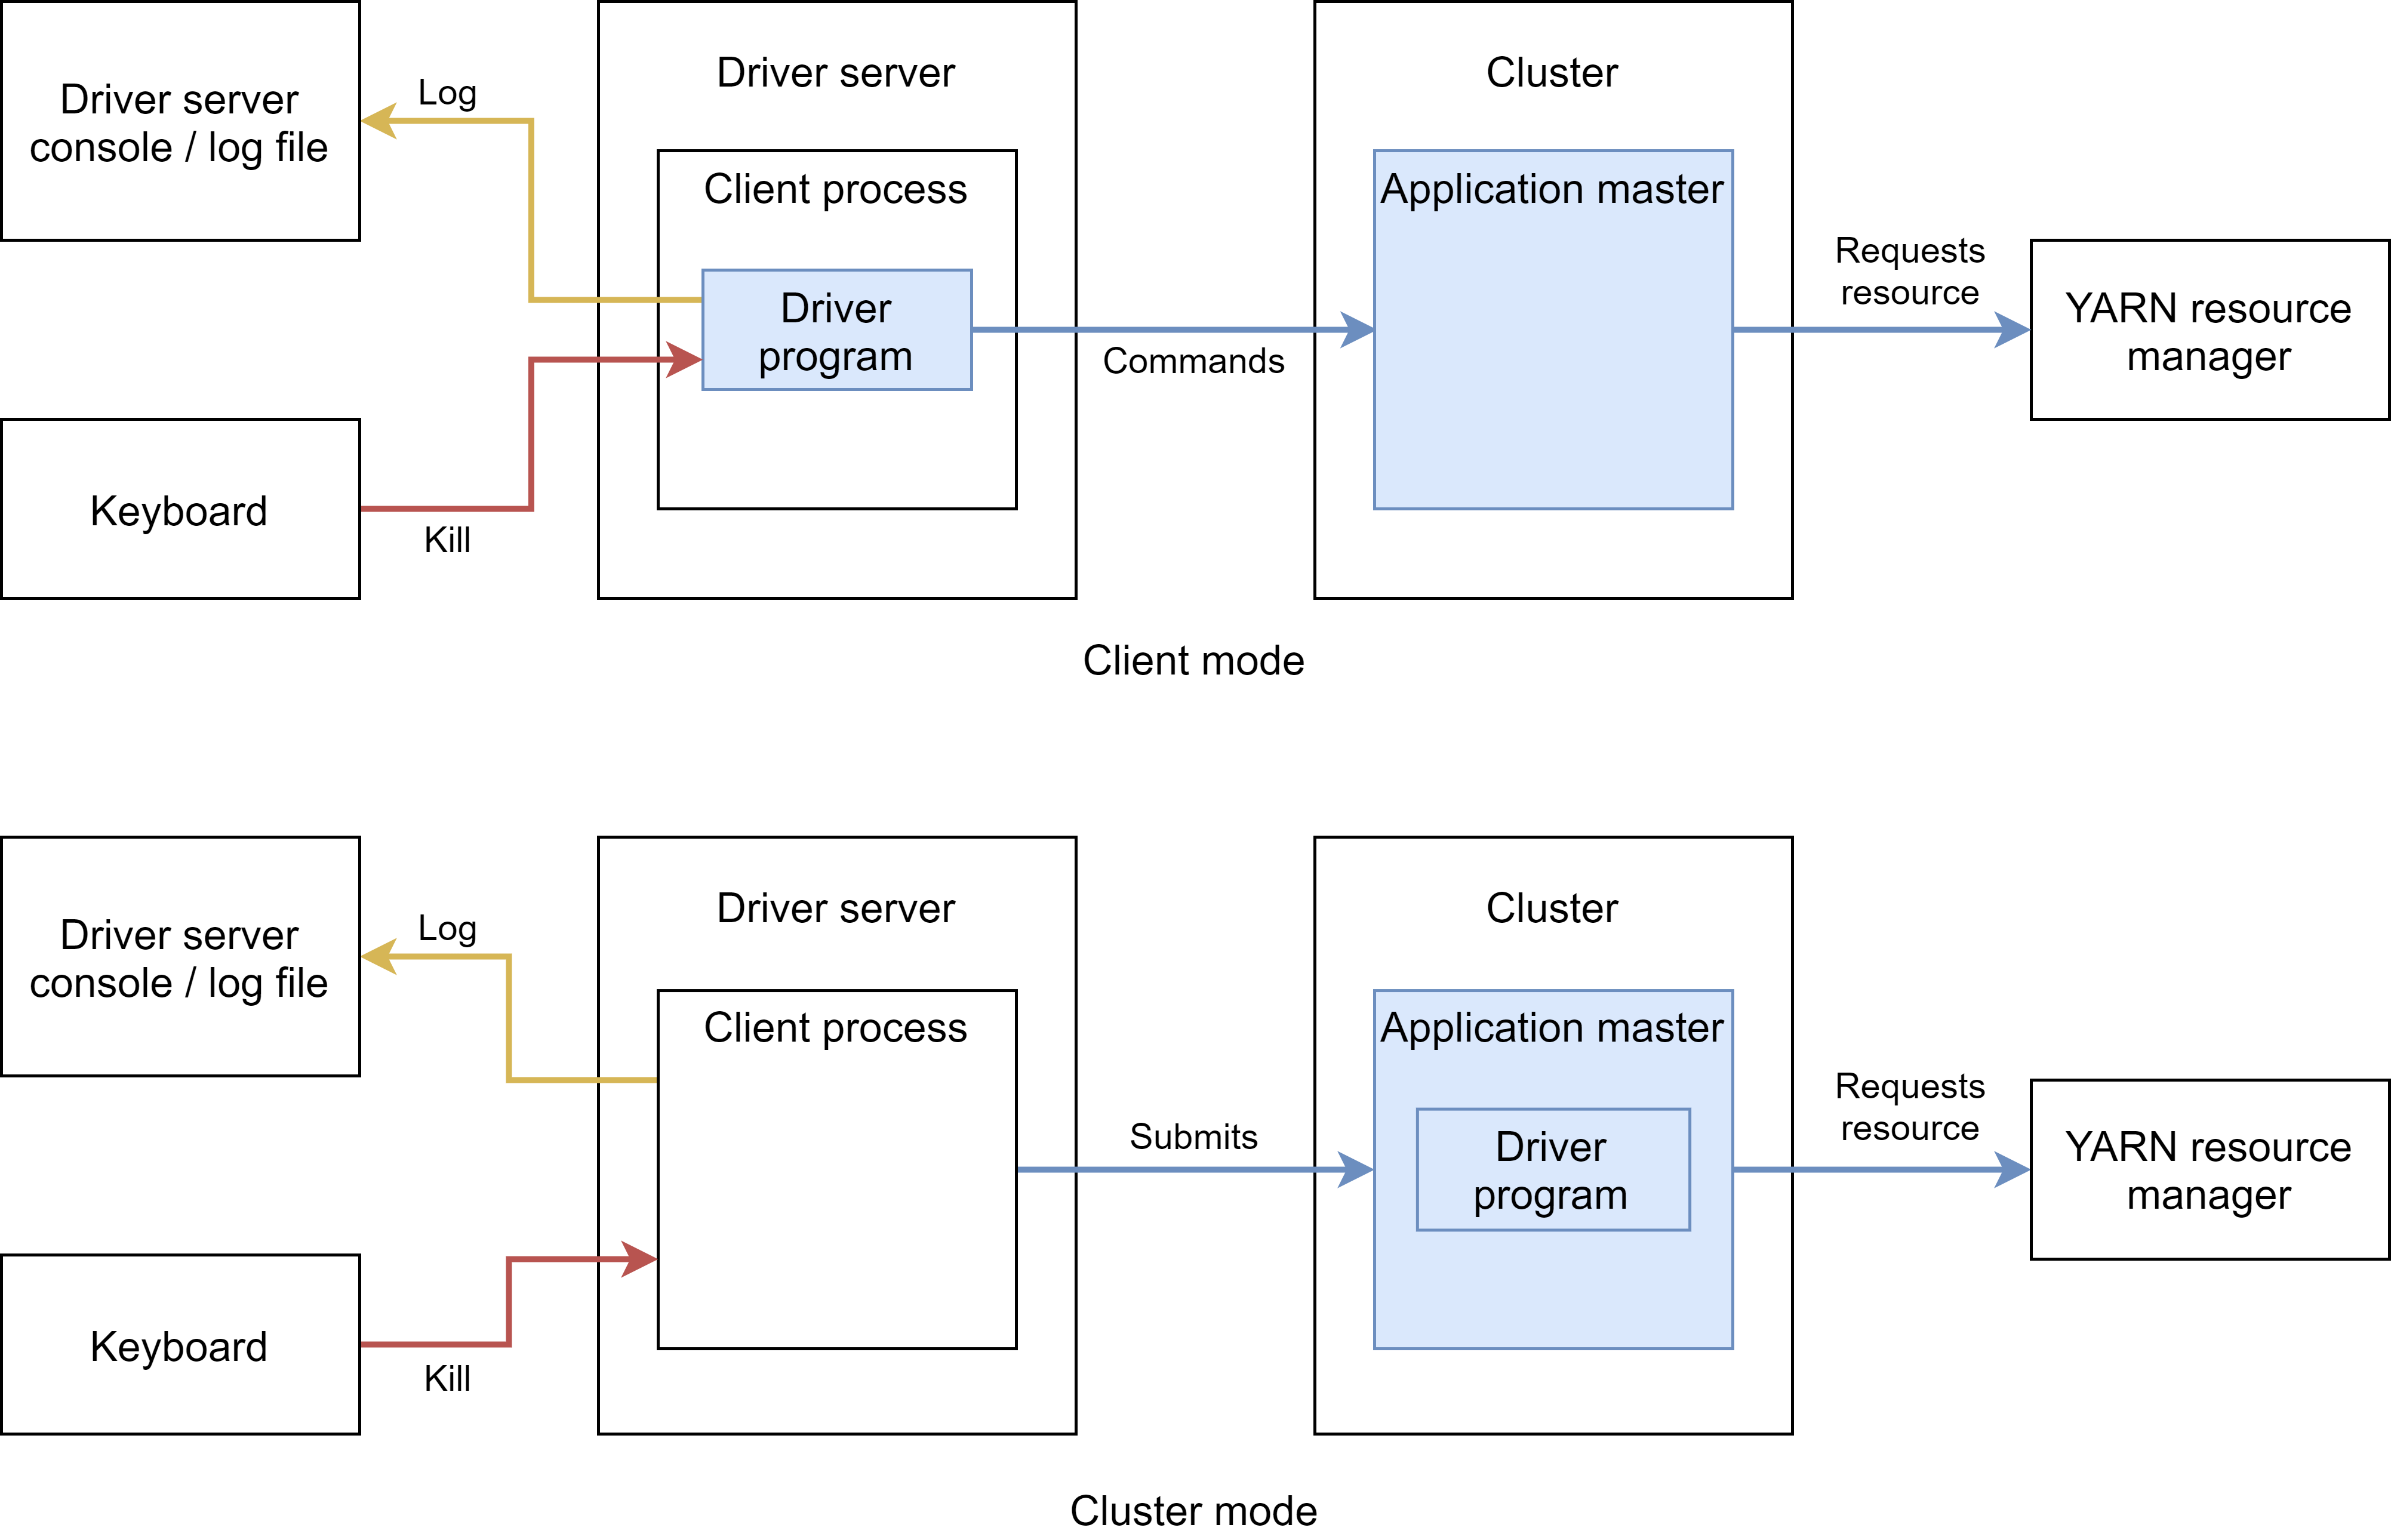 Driver server
console / log file
Log
Keyboard
Kill
Driver server
Client process
Driver
program
Commands
Cluster
Application master
Requests
resource
YARN resource
manager
Client mode
Driver server
console / log file
Log
Keyboard
Kill
Driver server
Client process
Submits
Cluster
Application master
Driver
program
Requests
resource
YARN resource
manager
Cluster mode